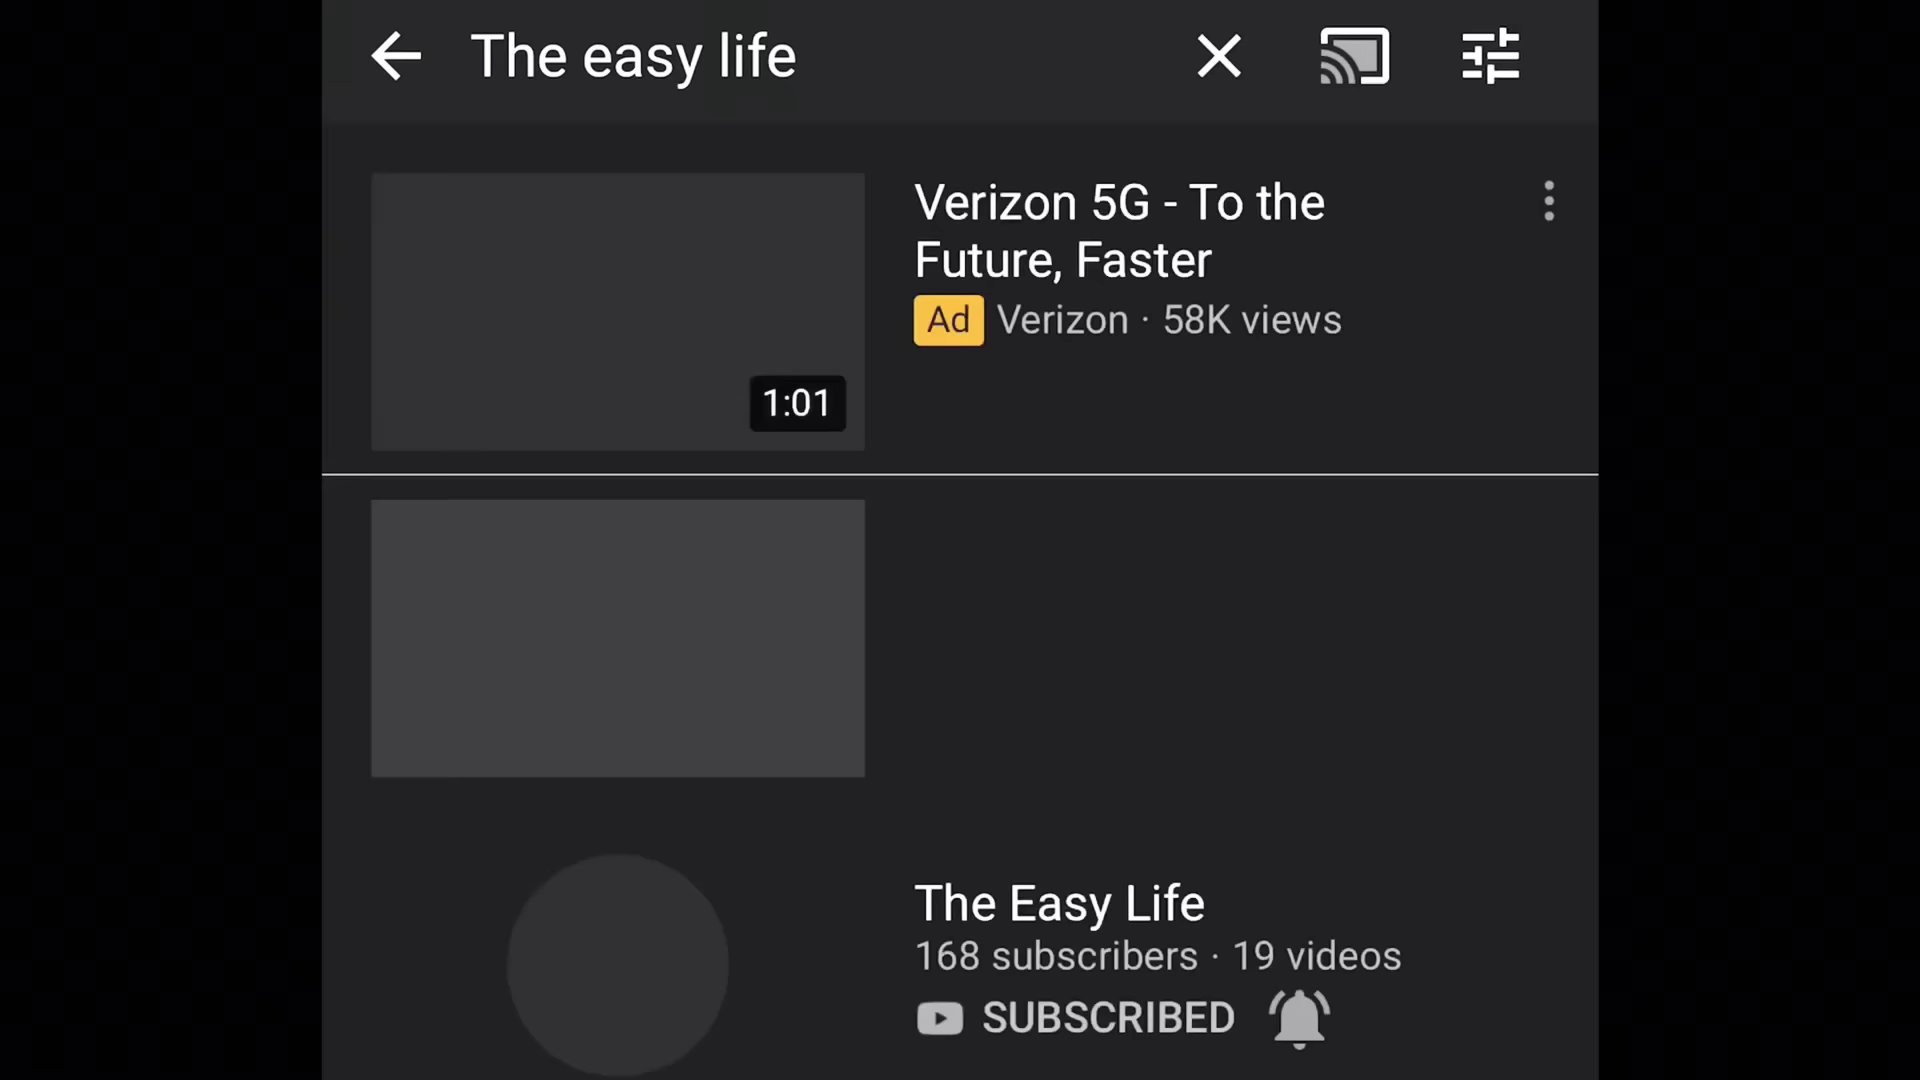 The easy life
Verizon 5G - To the
Future, Faster
Ad Verizon · 58K views
1:01
The Easy Life
168 subscribers · 19 videos
SUBSCRIBED